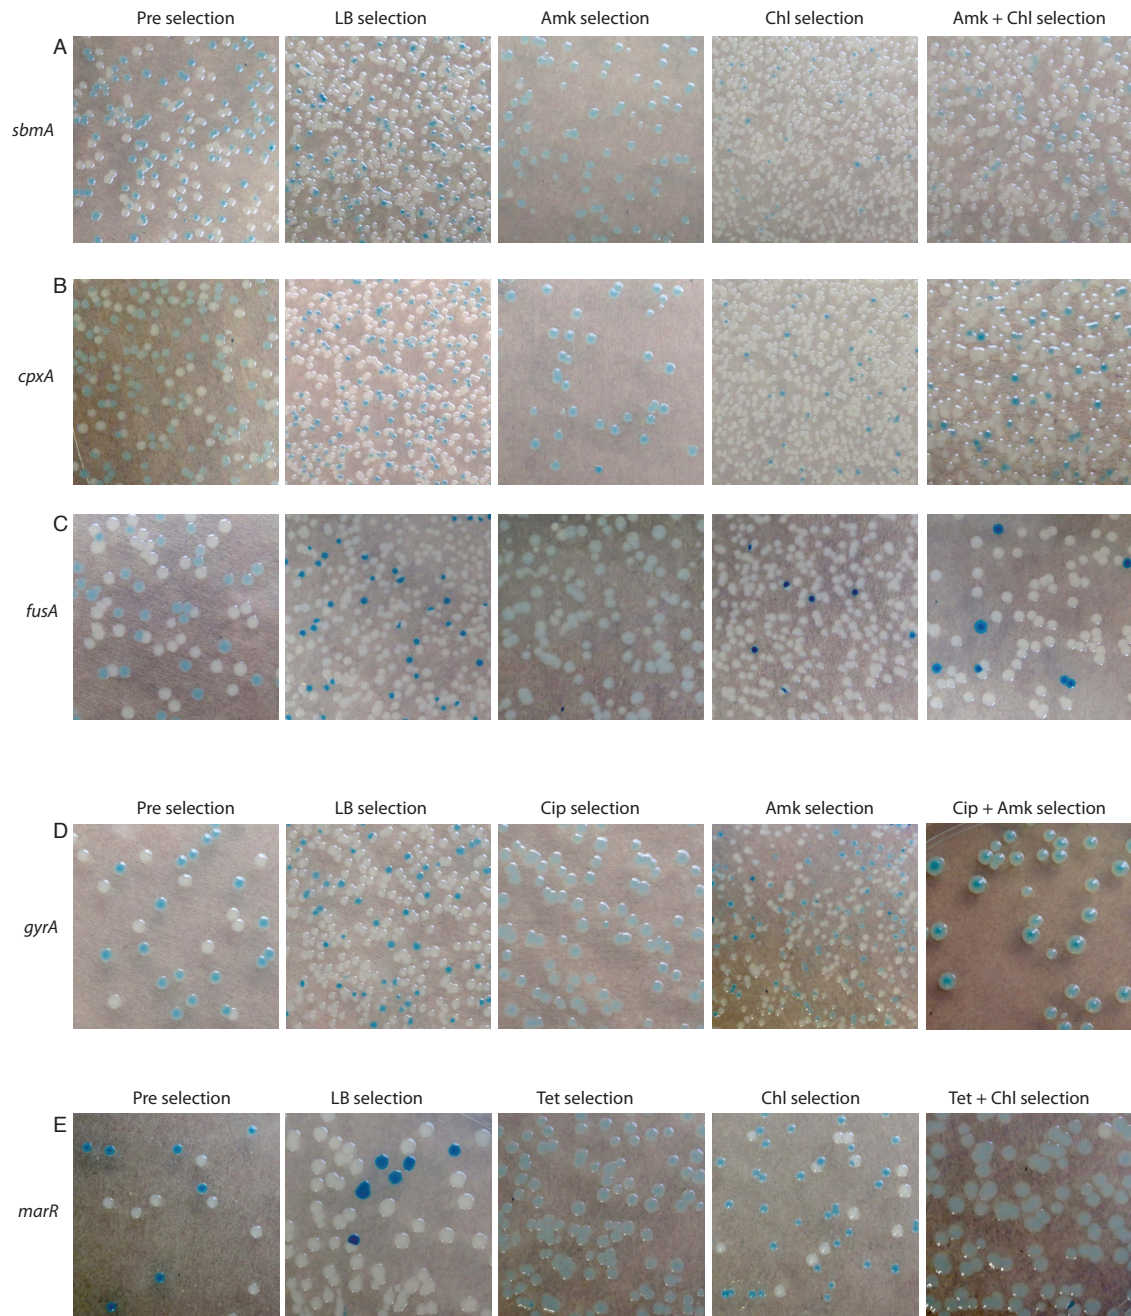 Pre selection LB selection Amk selection Chl selection Amk + Chl selection
A
sbmA
B
cpxA
C
fusA
Pre selection LB selection Cip selection Amk selection Cip + Amk selection
D
gyrA
Pre selection LB selection Tet selection Chl selection Tet + Chl selection
E
marR